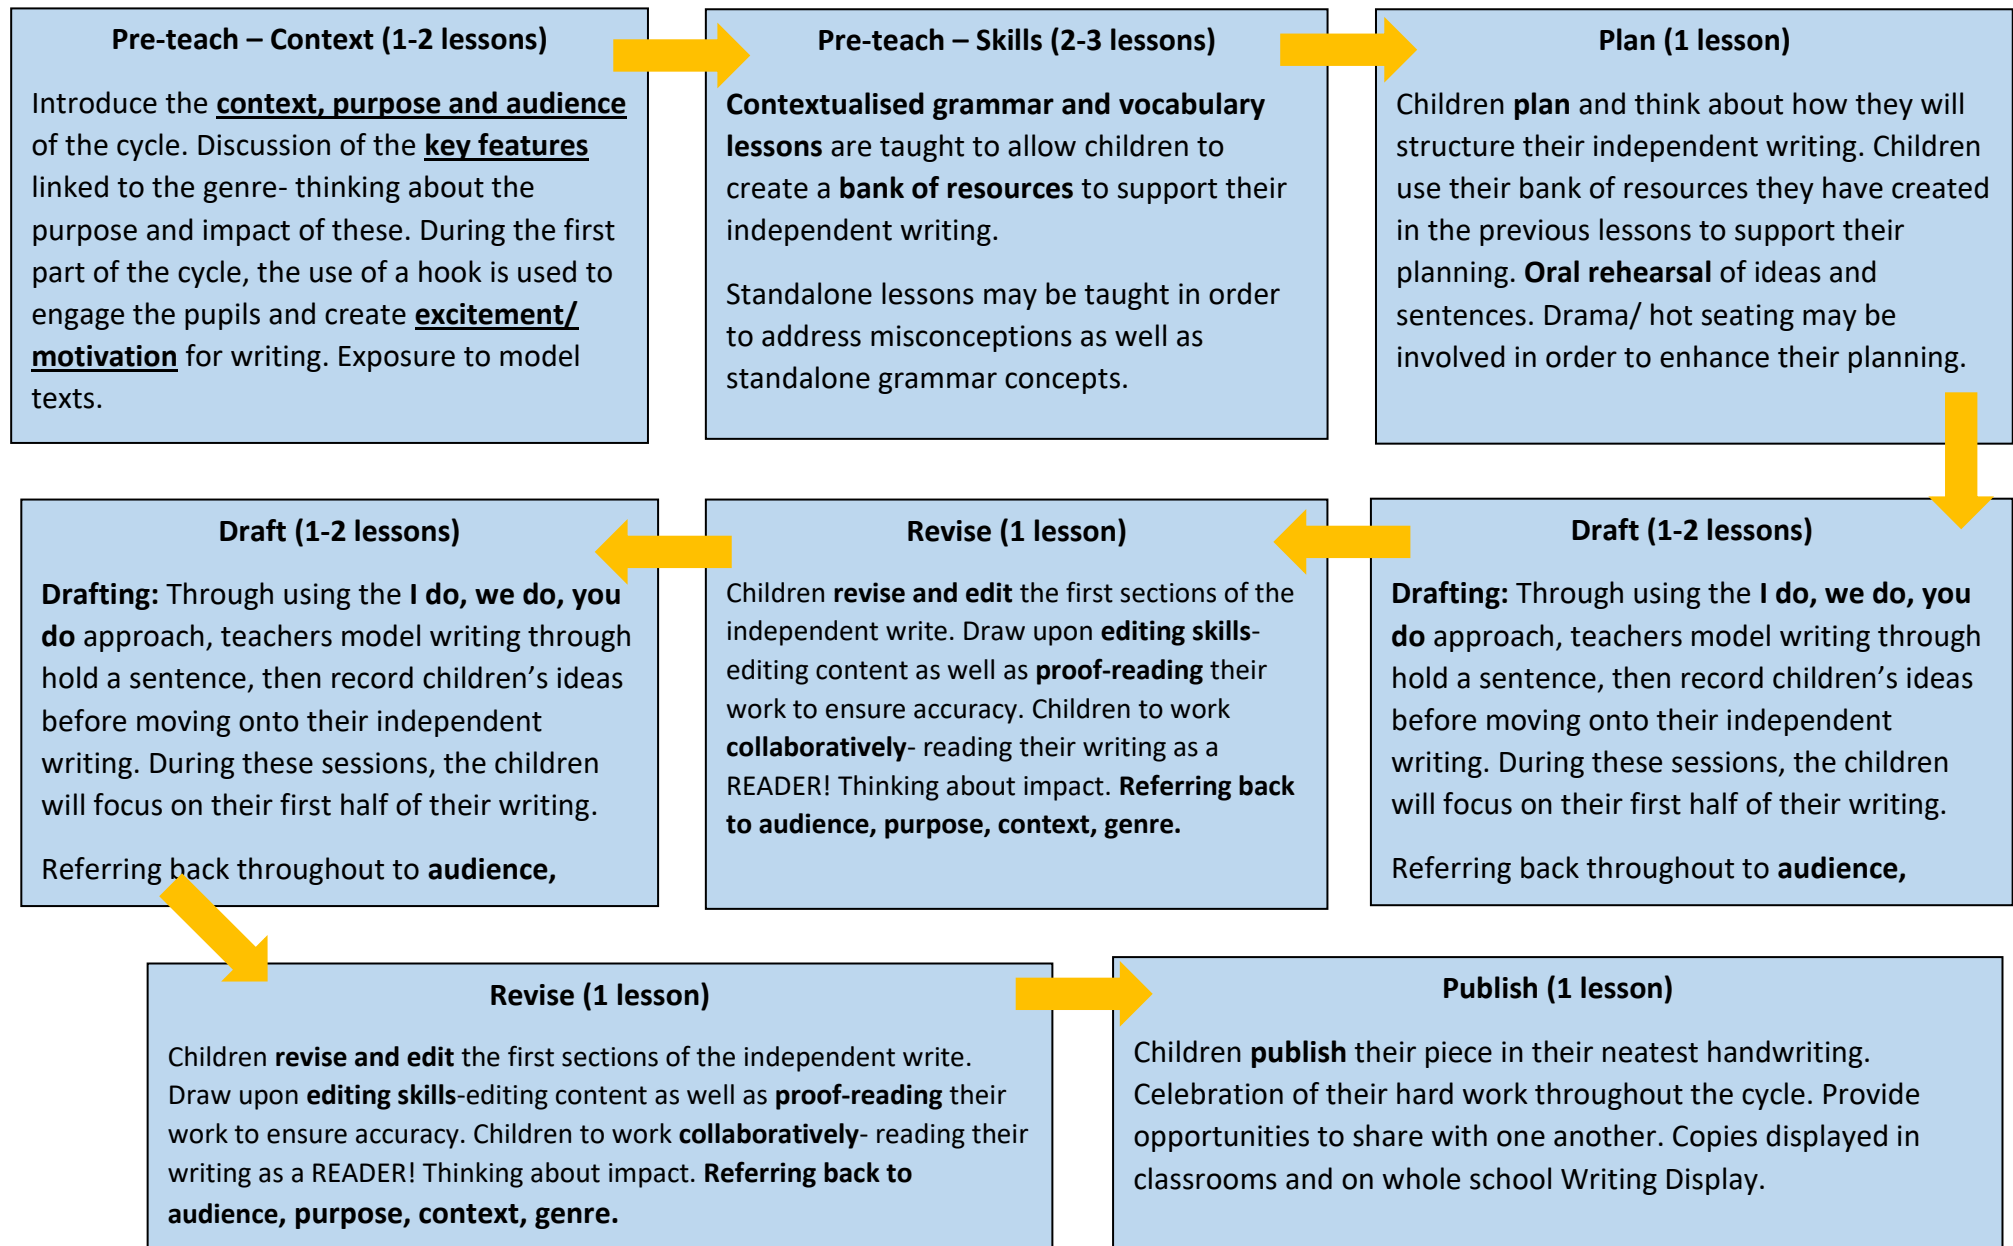 Pre-teach – Context (1-2 lessons)
Introduce the context, purpose and audience
of the cycle. Discussion of the key features
linked to the genre- thinking about the
purpose and impact of these. During the first
part of the cycle, the use of a hook is used to
engage the pupils and create excitement/
motivation for writing. Exposure to model
texts.
Pre-teach – Skills (2-3 lessons)
Contextualised grammar and vocabulary
lessons are taught to allow children to
create a bank of resources to support their
independent writing.
Standalone lessons may be taught in order
to address misconceptions as well as
standalone grammar concepts.
Plan (1 lesson)
Children plan and think about how they will
structure their independent writing. Children
use their bank of resources they have created
in the previous lessons to support their
planning. Oral rehearsal of ideas and
sentences. Drama/ hot seating may be
involved in order to enhance their planning.
Draft (1-2 lessons)
Drafting: Through using the I do, we do, you
do approach, teachers model writing through
hold a sentence, then record children's ideas
before moving onto their independent
writing. During these sessions, the children
will focus on their first half of their writing.
Referring back throughout to audience,
Revise (1 lesson)
Children revise and edit the first sections of the
independent write. Draw upon editing skills-
editing content as well as proof-reading their
work to ensure accuracy. Children to work
collaboratively- reading their writing as a
READER! Thinking about impact. Referring back
to audience, purpose, context, genre.
Draft (1-2 lessons)
Drafting: Through using the I do, we do, you
do approach, teachers model writing through
hold a sentence, then record children's ideas
before moving onto their independent
writing. During these sessions, the children
will focus on their first half of their writing.
Referring back throughout to audience,
Revise (1 lesson)
Children revise and edit the first sections of the independent write.
Draw upon editing skills-editing content as well as proof-reading their
work to ensure accuracy. Children to work collaboratively- reading their
writing as a READER! Thinking about impact. Referring back to
audience, purpose, context, genre.
Publish (1 lesson)
Children publish their piece in their neatest handwriting.
Celebration of their hard work throughout the cycle. Provide
opportunities to share with one another. Copies displayed in
classrooms and on whole school Writing Display.